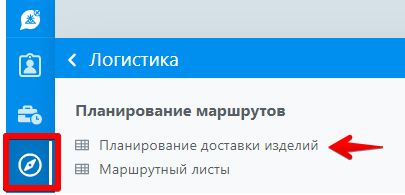 Логистика
Планирование маршрутов
Планирование доставки изделий
Маршрутный листы